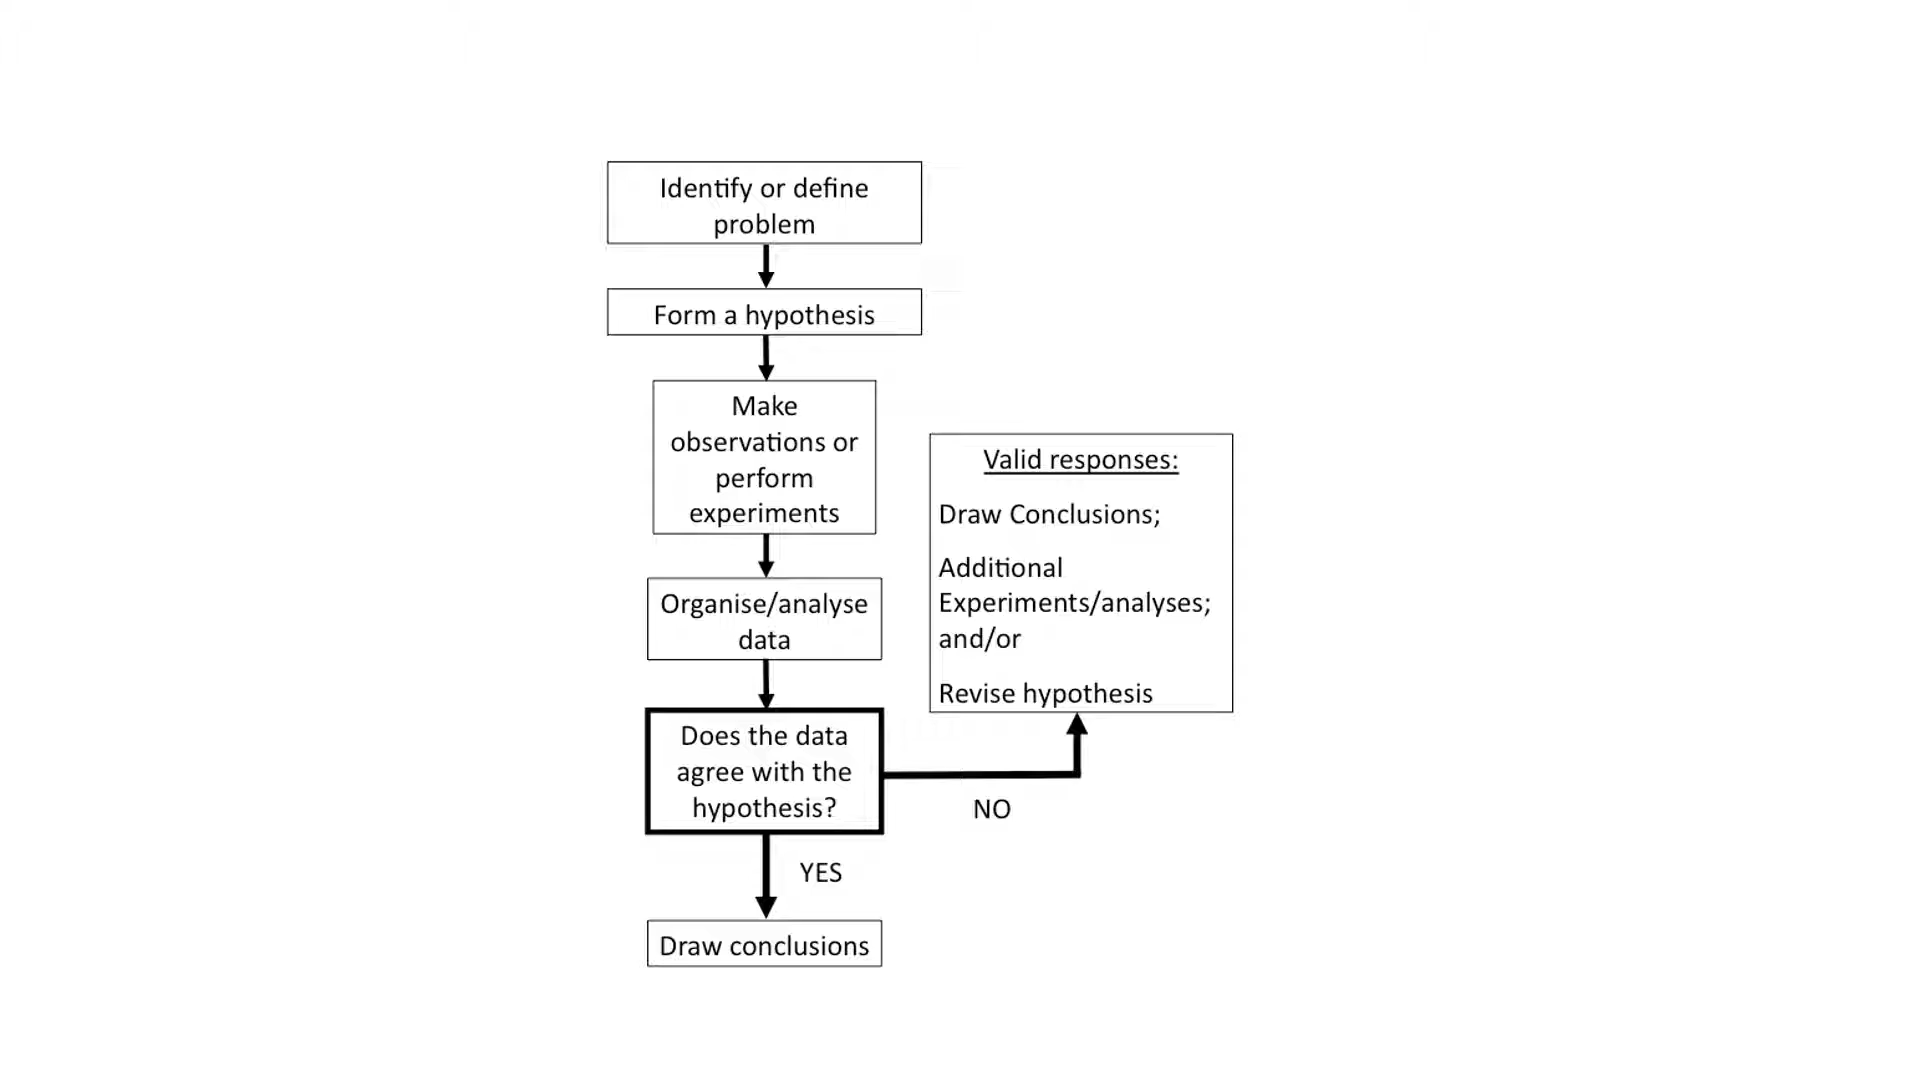 Identify or define
problem
Form a hypothesis
Make
observations or
perform
experiments
Organise/analyse
data
Does the data
agree with the
hypothesis?
YES
Draw conclusions
NO
Valid responses:
Draw Conclusions;
Additional
Experiments/analyses;
and/or
Revise hypothesis